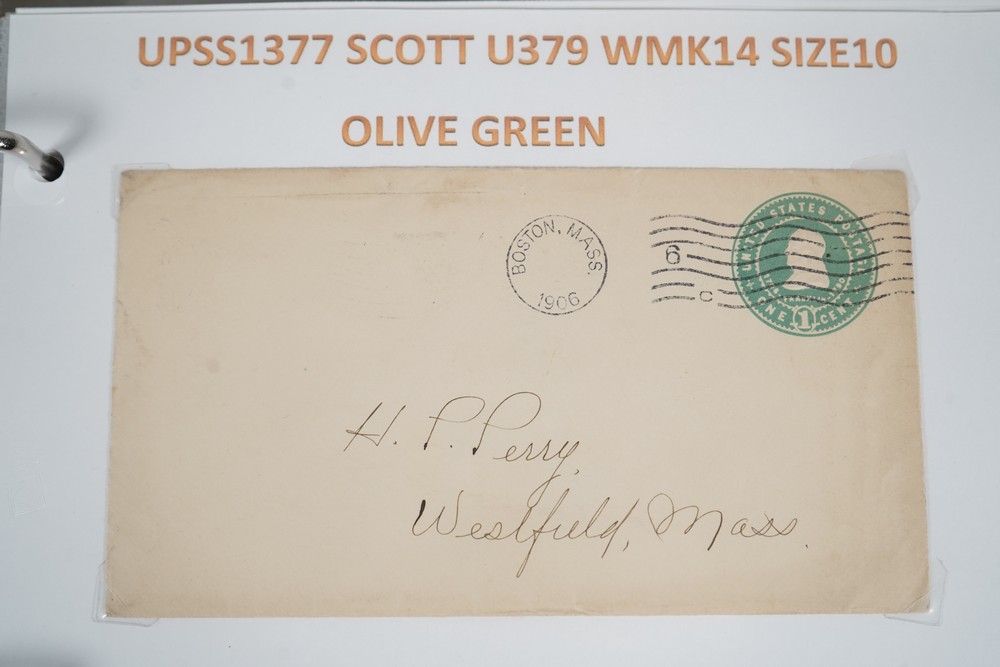 UPSS1377 SCOTT U379 WMK14 SIZE10
OLIVE GREEN
BOSTON, MASS.
1906
6
C
UNITED STATES POSTAGE
ONE 1 CENT
H. P. Perry,
Westfield, Mass.